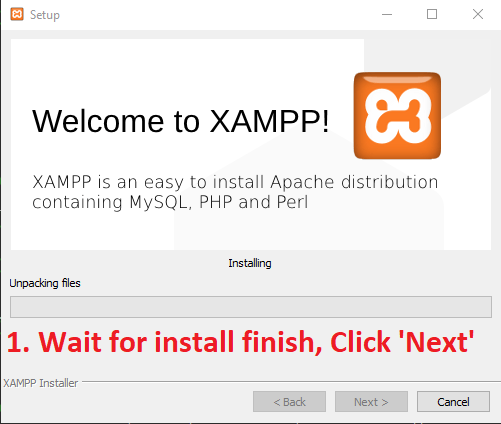 Setup
Welcome to XAMPP!
XAMPP is an easy to install Apache distribution
containing MySQL, PHP and Perl
Installing
Unpacking files
1. Wait for install finish, Click 'Next'
XAMPP Installer
< Back
Next >
Cancel